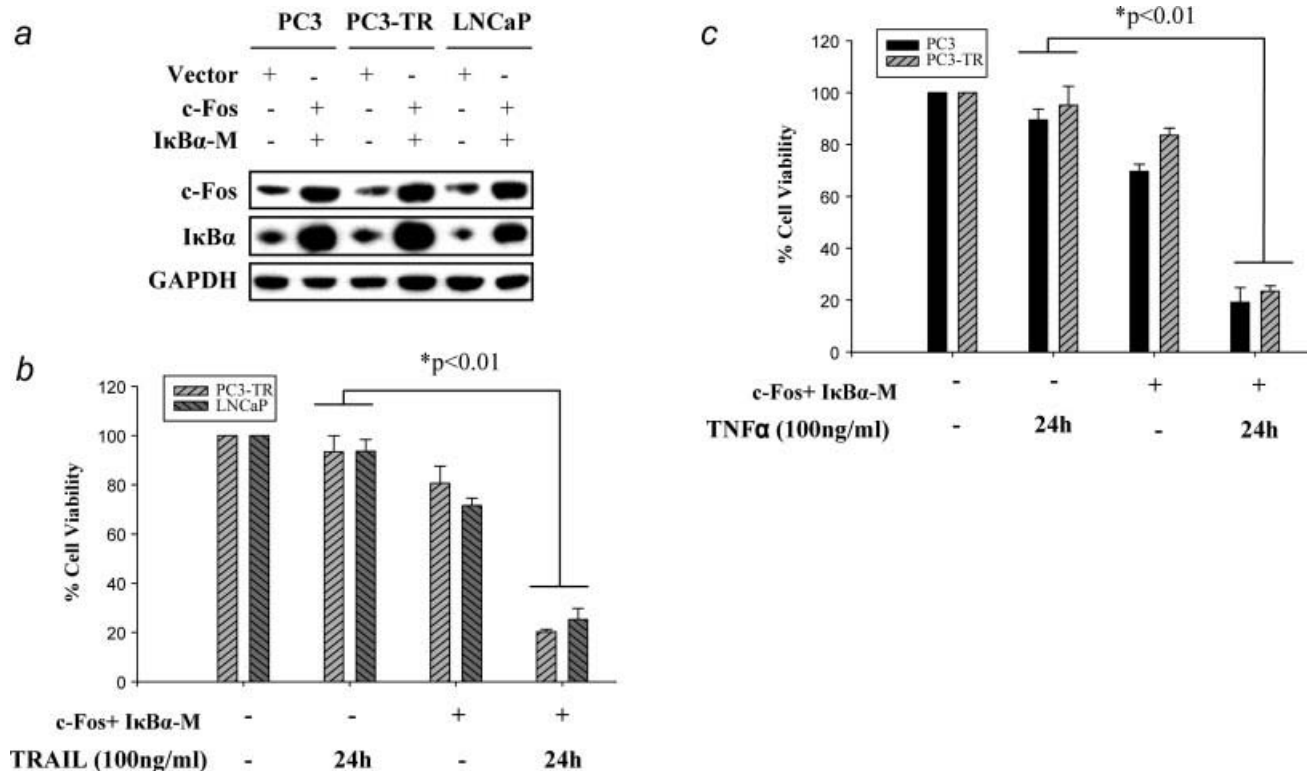 a
PC3 PC3-TR LNCaP
Vector + - + - + -
c-Fos - + - + - +
IκBα-M - + - + - +
c-Fos
IκBα
GAPDH
b
*p<0.01
PC3-TR
LNCaP
% Cell Viability
120
100
80
60
40
20
0
c-Fos+ IκBα-M - - + +
TRAIL (100ng/ml) - 24h - 24h
c
*p<0.01
PC3
PC3-TR
% Cell Viability
120
100
80
60
40
20
0
c-Fos+ IκBα-M - - + +
TNFα (100ng/ml) - 24h - 24h